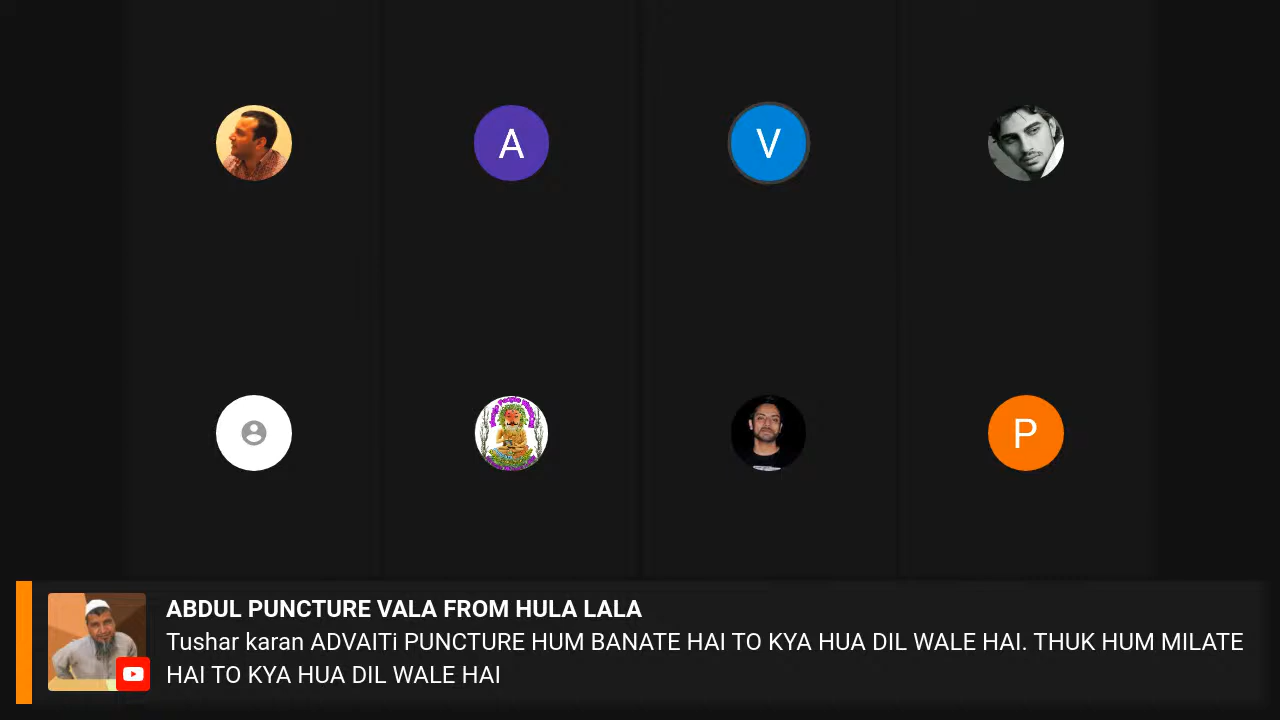 A
V
P
ABDUL PUNCTURE VALA FROM HULA LALA
Tushar karan ADVAITi PUNCTURE HUM BANATE HAI TO KYA HUA DIL WALE HAI. THUK HUM MILATE
HAI TO KYA HUA DIL WALE HAI